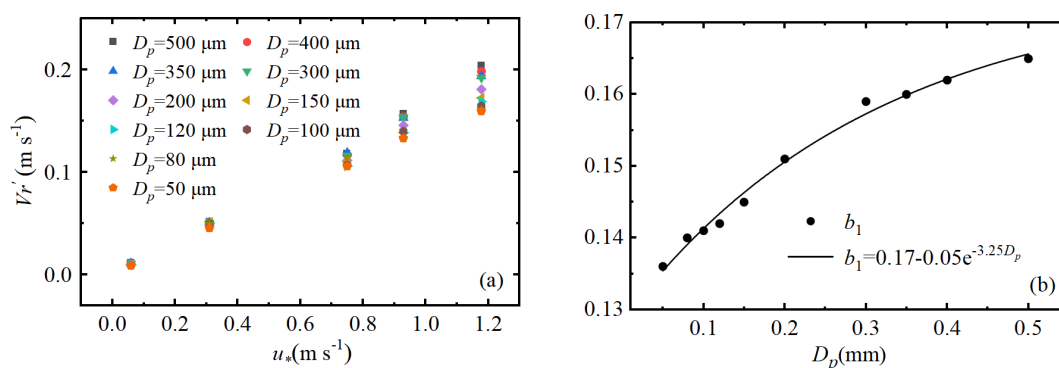 D_p=500 μm D_p=400 μm
D_p=350 μm D_p=300 μm
D_p=200 μm D_p=150 μm
D_p=120 μm D_p=100 μm
D_p=80 μm
D_p=50 μm
0.2
0.1
0.0
Vr′ (m s⁻¹)
(a)
0.0 0.2 0.4 0.6 0.8 1.0 1.2
u_*(m s⁻¹)
0.17
0.16
0.15
0.14
0.13
b₁
b₁=0.17-0.05e^{-3.25D_p}
(b)
0.1 0.2 0.3 0.4 0.5
D_p(mm)